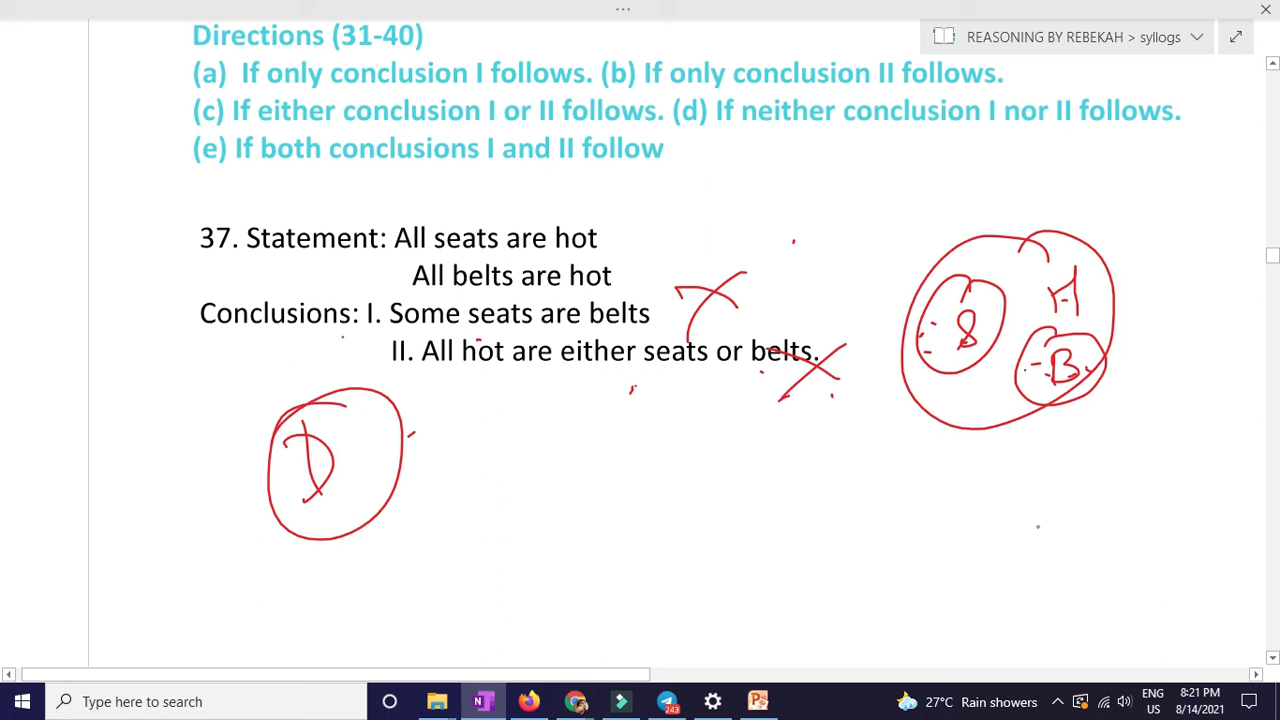 REASONING BY REBEKAH > syllogs
Directions (31-40)
(a) If only conclusion I follows. (b) If only conclusion II follows.
(c) If either conclusion I or II follows. (d) If neither conclusion I nor II follows.
(e) If both conclusions I and II follow
37. Statement: All seats are hot
All belts are hot
Conclusions: I. Some seats are belts
II. All hot are either seats or belts.
H
S
B
D
Type here to search
243
27°C Rain showers
ENG
US
8:21 PM
8/14/2021